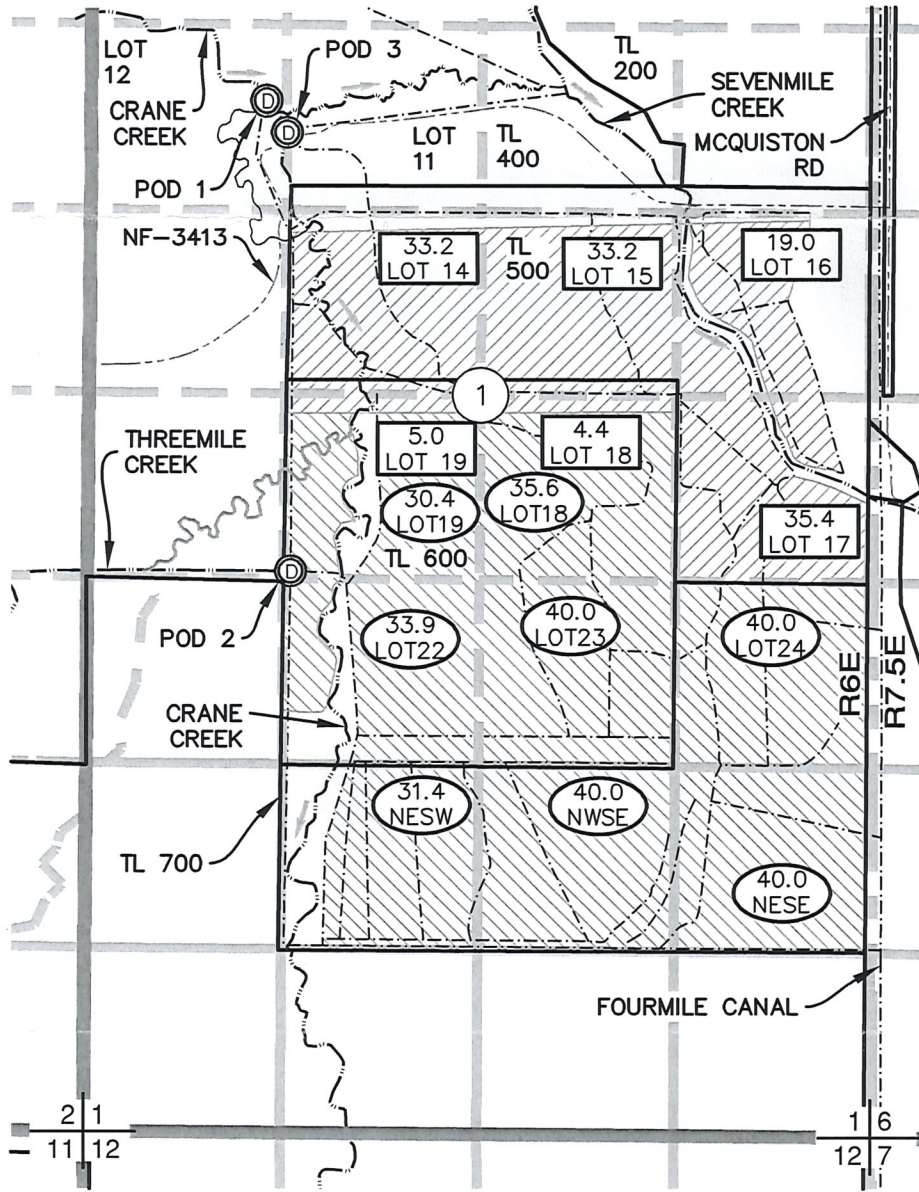 LOT
12
POD 3
TL
200
CRANE
CREEK
SEVENMILE
CREEK
D
D
LOT
11
TL
400
MCQUISTON
RD
POD 1
NF-3413
33.2
LOT 14
TL
500
33.2
LOT 15
19.0
LOT 16
1
THREEMILE
CREEK
5.0
LOT 19
4.4
LOT 18
30.4
LOT19
35.6
LOT18
35.4
LOT 17
TL 600
D
POD 2
33.9
LOT22
40.0
LOT23
40.0
LOT24
R6E
R7.5E
CRANE
CREEK
31.4
NESW
40.0
NWSE
TL 700
40.0
NESE
FOURMILE CANAL
2 1
11 12
1 6
12 7